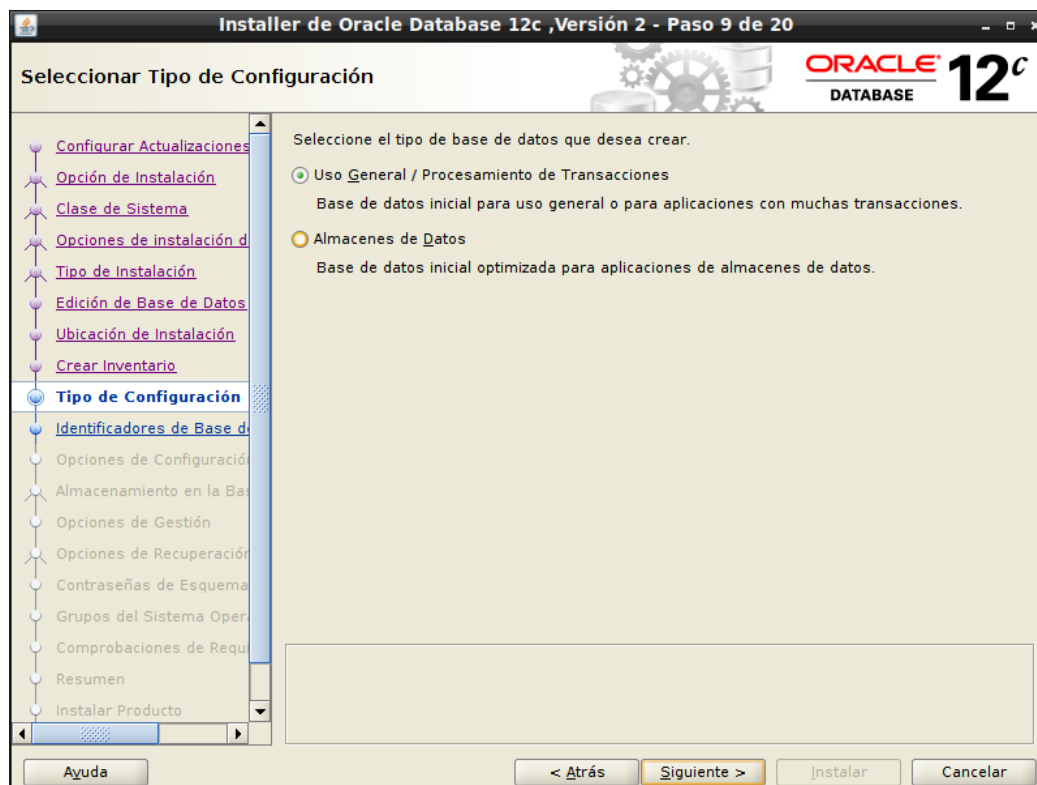 Installer de Oracle Database 12c ,Versión 2 - Paso 9 de 20
Seleccionar Tipo de Configuración
ORACLE
DATABASE
12c
Configurar Actualizaciones
Opción de Instalación
Clase de Sistema
Opciones de instalación d
Tipo de Instalación
Edición de Base de Datos
Ubicación de Instalación
Crear Inventario
Tipo de Configuración
Identificadores de Base de
Opciones de Configuración
Almacenamiento en la Bas
Opciones de Gestión
Opciones de Recuperación
Contraseñas de Esquema
Grupos del Sistema Opera
Comprobaciones de Requi
Resumen
Instalar Producto
Seleccione el tipo de base de datos que desea crear.
Uso General / Procesamiento de Transacciones
Base de datos inicial para uso general o para aplicaciones con muchas transacciones.
Almacenes de Datos
Base de datos inicial optimizada para aplicaciones de almacenes de datos.
Ayuda
< Atrás
Siguiente >
Instalar
Cancelar